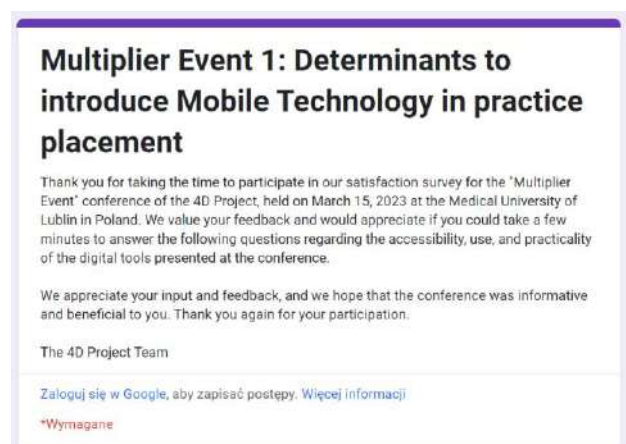 Multiplier Event 1: Determinants to
introduce Mobile Technology in practice
placement
Thank you for taking the time to participate in our satisfaction survey for the "Multiplier
Event" conference of the 4D Project, held on March 15, 2023 at the Medical University of
Lublin in Poland. We value your feedback and would appreciate if you could take a few
minutes to answer the following questions regarding the accessibility, use, and practicality
of the digital tools presented at the conference.
We appreciate your input and feedback, and we hope that the conference was informative
and beneficial to you. Thank you again for your participation.
The 4D Project Team
Zaloguj się w Google, aby zapisać postępy. Więcej informacji
*Wymagane